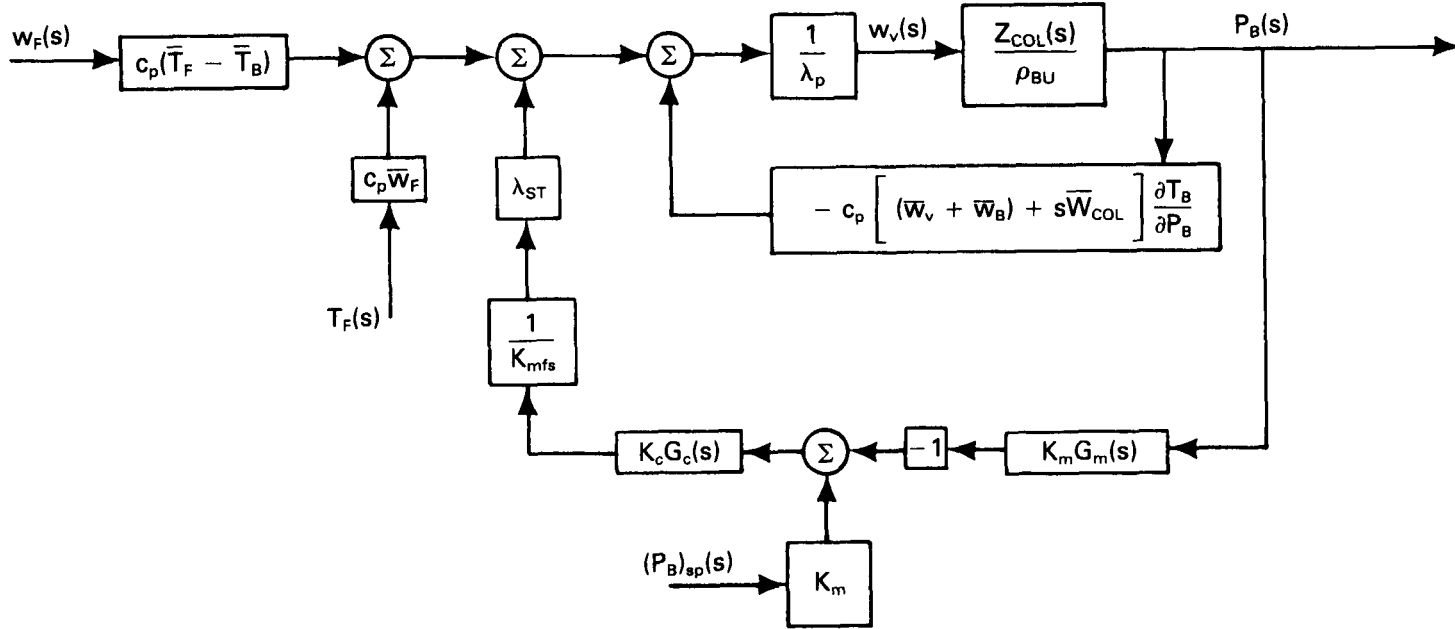 w_F(s)
c_p(T̅_F − T̅_B)
Σ
Σ
Σ
1
λ_p
w_v(s)
Z_COL(s)
ρ_BU
P_B(s)
c_p w̅_F
λ_ST
− c_p [ (w̅_v + w̅_B) + sW̅_COL ] ∂T_B
∂P_B
T_F(s)
1
K_mfs
K_cG_c(s)
Σ
−1
K_mG_m(s)
(P_B)_sp(s)
K_m